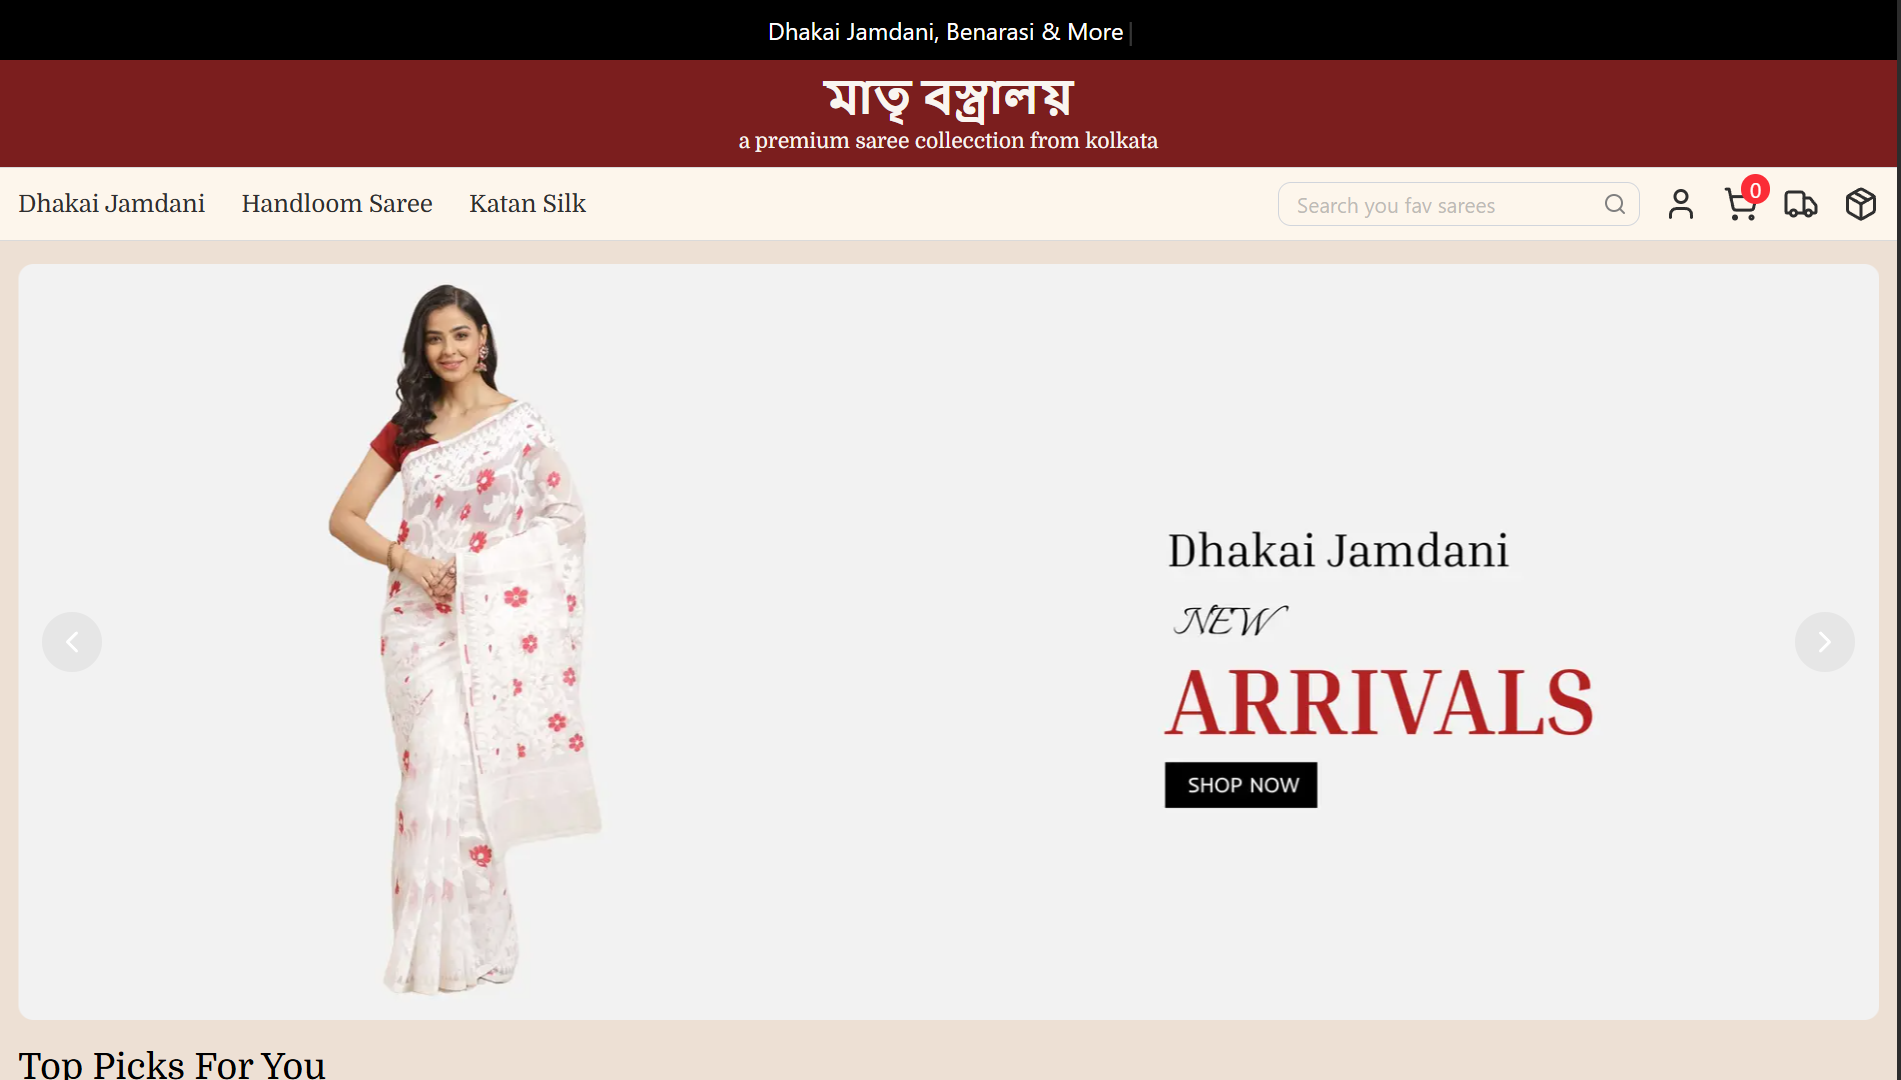 Dhakai Jamdani, Benarasi & More
মাতৃ বস্ত্রালয়
a premium saree collecction from kolkata
Dhakai Jamdani
Handloom Saree
Katan Silk
Search you fav sarees
0
Dhakai Jamdani
NEW
ARRIVALS
SHOP NOW
Top Picks For You